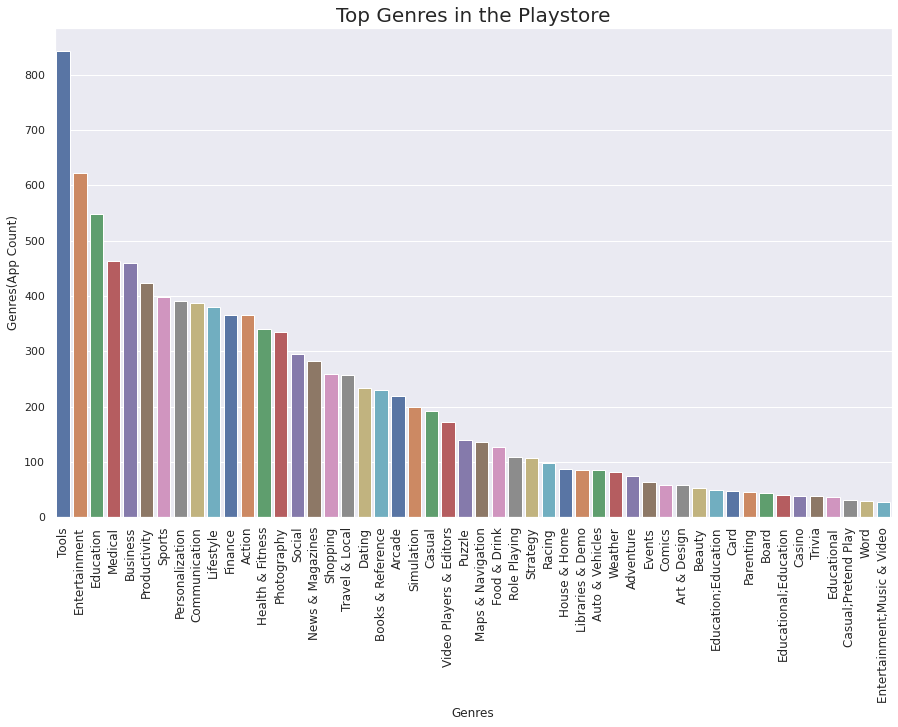 Top Genres in the Playstore
Genres(App Count)
800
700
600
500
400
300
200
100
0
Tools
Entertainment
Education
Medical
Business
Productivity
Sports
Personalization
Communication
Lifestyle
Finance
Action
Health & Fitness
Photography
Social
News & Magazines
Shopping
Travel & Local
Dating
Books & Reference
Arcade
Simulation
Casual
Video Players & Editors
Puzzle
Maps & Navigation
Food & Drink
Role Playing
Strategy
Racing
House & Home
Libraries & Demo
Auto & Vehicles
Weather
Adventure
Events
Comics
Art & Design
Beauty
Education;Education
Card
Parenting
Board
Educational;Education
Casino
Trivia
Educational
Casual;Pretend Play
Word
Entertainment;Music & Video
Genres